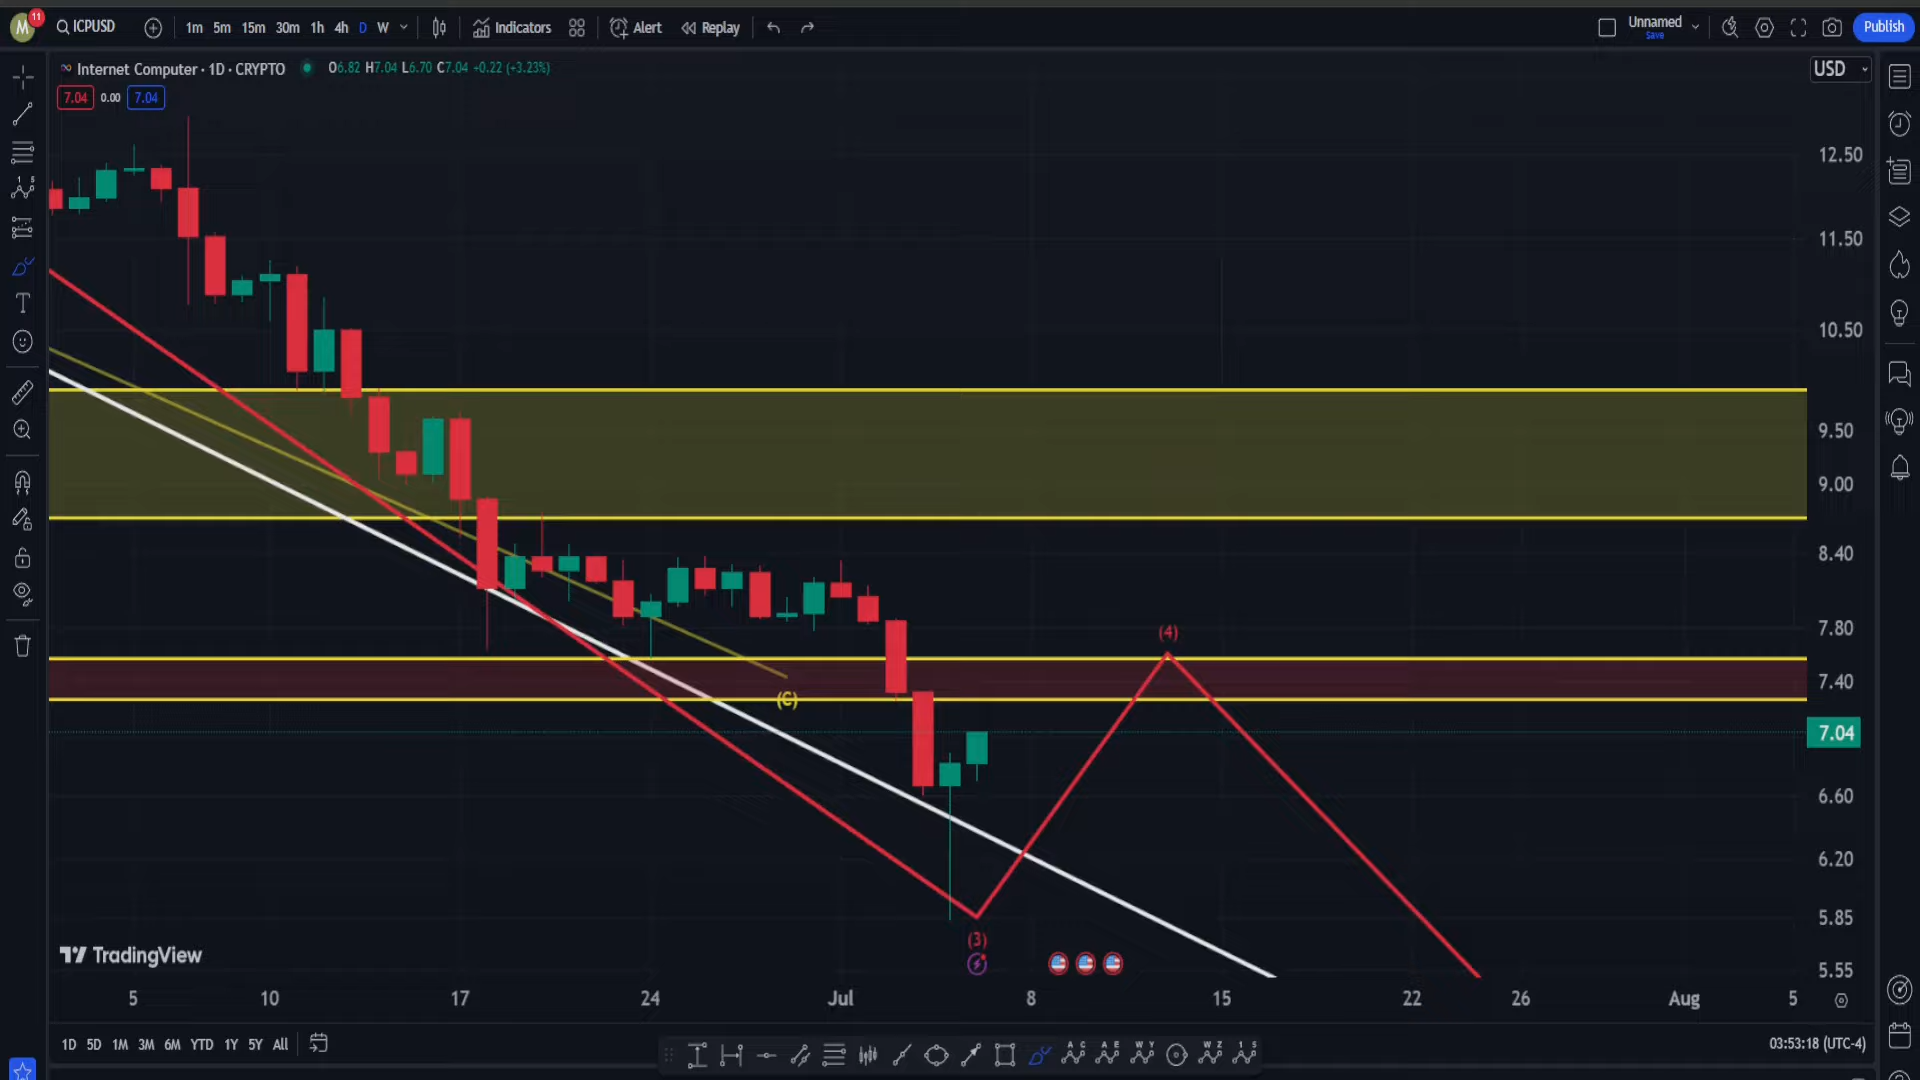 M 11 ICPUSD 1m 5m 15m 30m 1h 4h D W Indicators Alert Replay Unnamed Save Publish
Internet Computer · 1D · CRYPTO O6.82 H7.04 L6.70 C7.04 +0.22 (+3.23%) USD
7.04 0.00 7.04
12.50
11.50
10.50
9.50
9.00
8.40
7.80
7.40
7.04
6.60
6.20
5.85
5.55
(4)
(C)
(3)
TradingView
5 10 17 24 Jul 8 15 22 26 Aug 5
1D 5D 1M 3M 6M YTD 1Y 5Y All 03:53:18 (UTC-4)